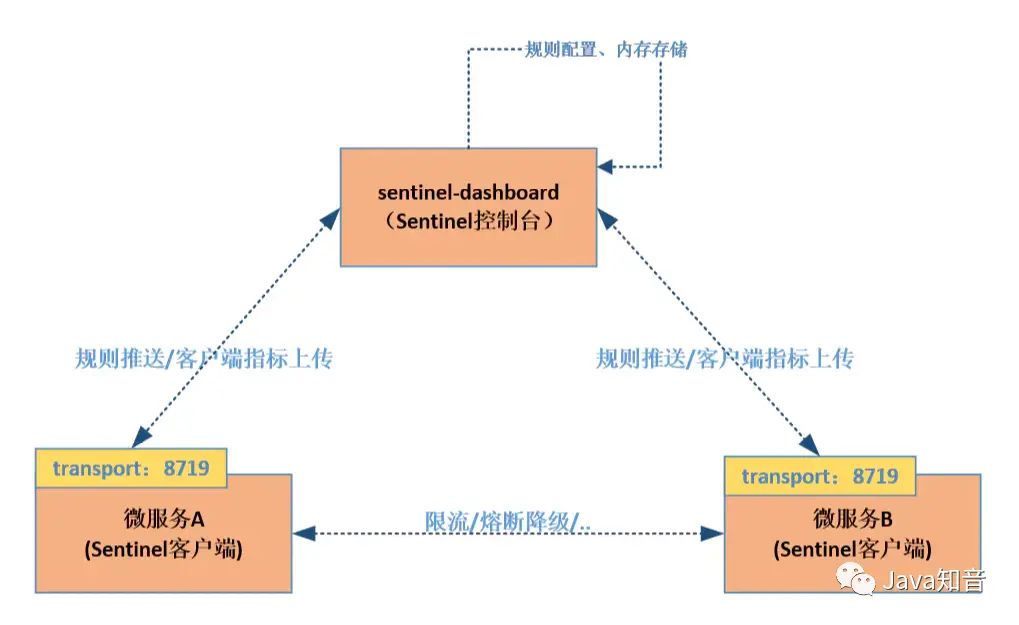 规则配置、内存存储
sentinel-dashboard
（Sentinel控制台）
规则推送/客户端指标上传
规则推送/客户端指标上传
transport：8719
微服务A
(Sentinel客户端)
限流/熔断降级/..
transport：8719
微服务B
(Sentinel客户端)
Java知音